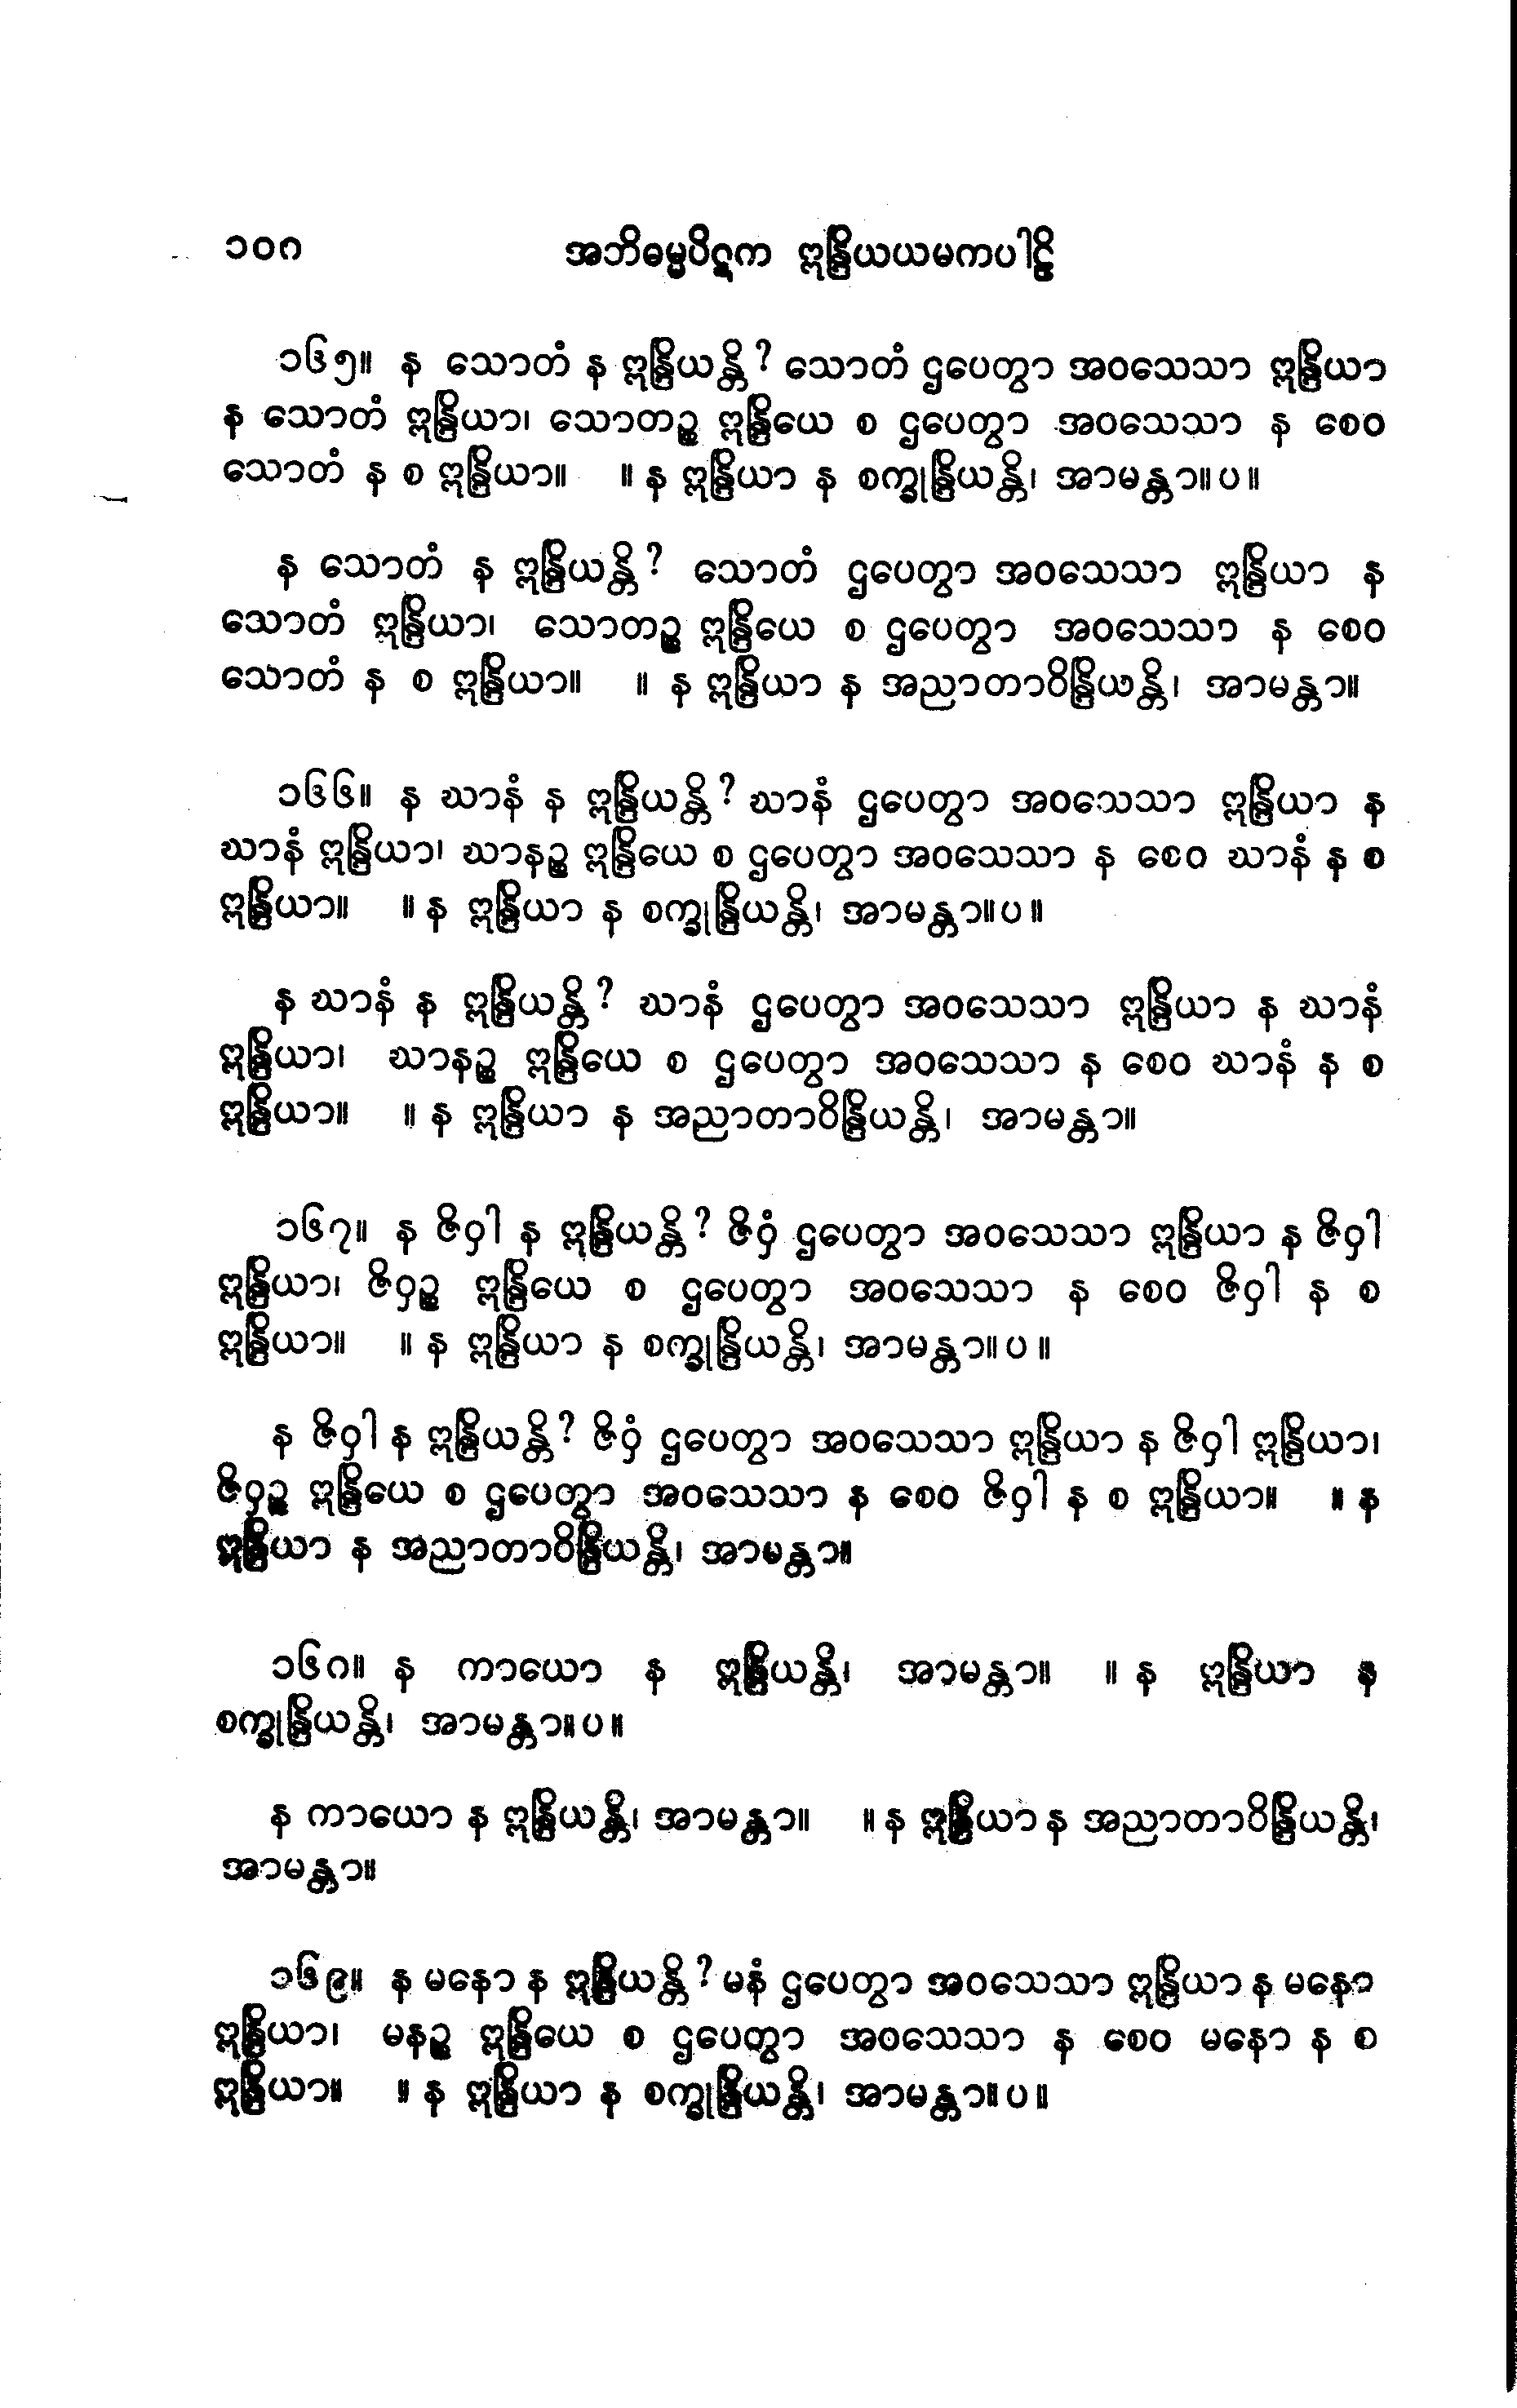 ၁၀ဂ အဘိဓမ္မပိဋက ဣန္ဒြိယယမကပါဠိ
၁၆၅။ န သောတံ န ဣန္ဒြိယန္တိ? သောတံ ဌပေတွာ အဝသေသာ ဣန္ဒြိယာ
န သောတံ ဣန္ဒြိယာ၊ သောတဉ္စ ဣန္ဒြိယေ စ ဌပေတွာ အဝသေသာ န စေဝ
သောတံ န စ ဣန္ဒြိယာ။ ။ န ဣန္ဒြိယာ န စက္ခုန္ဒြိယန္တိ၊ အာမန္တာ။ပ။
န သောတံ န ဣန္ဒြိယန္တိ? သောတံ ဌပေတွာ အဝသေသာ ဣန္ဒြိယာ န
သောတံ ဣန္ဒြိယာ၊ သောတဉ္စ ဣန္ဒြိယေ စ ဌပေတွာ အဝသေသာ န စေဝ
သောတံ န စ ဣန္ဒြိယာ။ ။ န ဣန္ဒြိယာ န အညာတာဝိန္ဒြိယန္တိ၊ အာမန္တာ။
၁၆၆။ န ဃာနံ န ဣန္ဒြိယန္တိ? ဃာနံ ဌပေတွာ အဝသေသာ ဣန္ဒြိယာ န
ဃာနံ ဣန္ဒြိယာ၊ ဃာနဉ္စ ဣန္ဒြိယေ စ ဌပေတွာ အဝသေသာ န စေဝ ဃာနံ န စ
ဣန္ဒြိယာ။ ။ န ဣန္ဒြိယာ န စက္ခုန္ဒြိယန္တိ၊ အာမန္တာ။ပ။
န ဃာနံ န ဣန္ဒြိယန္တိ? ဃာနံ ဌပေတွာ အဝသေသာ ဣန္ဒြိယာ န ဃာနံ
ဣန္ဒြိယာ၊ ဃာနဉ္စ ဣန္ဒြိယေ စ ဌပေတွာ အဝသေသာ န စေဝ ဃာနံ န စ
ဣန္ဒြိယာ။ ။ န ဣန္ဒြိယာ န အညာတာဝိန္ဒြိယန္တိ၊ အာမန္တာ။
၁၆၇။ န ဇိဝှါ န ဣန္ဒြိယန္တိ? ဇိဝှံ ဌပေတွာ အဝသေသာ ဣန္ဒြိယာ န ဇိဝှါ
ဣန္ဒြိယာ၊ ဇိဝှဉ္စ ဣန္ဒြိယေ စ ဌပေတွာ အဝသေသာ န စေဝ ဇိဝှါ န စ
ဣန္ဒြိယာ။ ။ န ဣန္ဒြိယာ န စက္ခုန္ဒြိယန္တိ၊ အာမန္တာ။ပ။
န ဇိဝှါ န ဣန္ဒြိယန္တိ? ဇိဝှံ ဌပေတွာ အဝသေသာ ဣန္ဒြိယာ န ဇိဝှါ ဣန္ဒြိယာ၊
ဇိဝှဉ္စ ဣန္ဒြိယေ စ ဌပေတွာ အဝသေသာ န စေဝ ဇိဝှါ န စ ဣန္ဒြိယာ။ ။ န
ဣန္ဒြိယာ န အညာတာဝိန္ဒြိယန္တိ၊ အာမန္တာ။
၁၆ဂ။ န ကာယော န ဣန္ဒြိယန္တိ၊ အာမန္တာ။ ။ န ဣန္ဒြိယာ န
စက္ခုန္ဒြိယန္တိ၊ အာမန္တာ။ပ။
န ကာယော န ဣန္ဒြိယန္တိ၊ အာမန္တာ။ ။ န ဣန္ဒြိယာ န အညာတာဝိန္ဒြိယန္တိ၊
အာမန္တာ။
၁၆၉။ န မနော န ဣန္ဒြိယန္တိ? မနံ ဌပေတွာ အဝသေသာ ဣန္ဒြိယာ န မနော
ဣန္ဒြိယာ၊ မနဉ္စ ဣန္ဒြိယေ စ ဌပေတွာ အဝသေသာ န စေဝ မနော န စ
ဣန္ဒြိယာ။ ။ န ဣန္ဒြိယာ န စက္ခုန္ဒြိယန္တိ၊ အာမန္တာ။ပ။